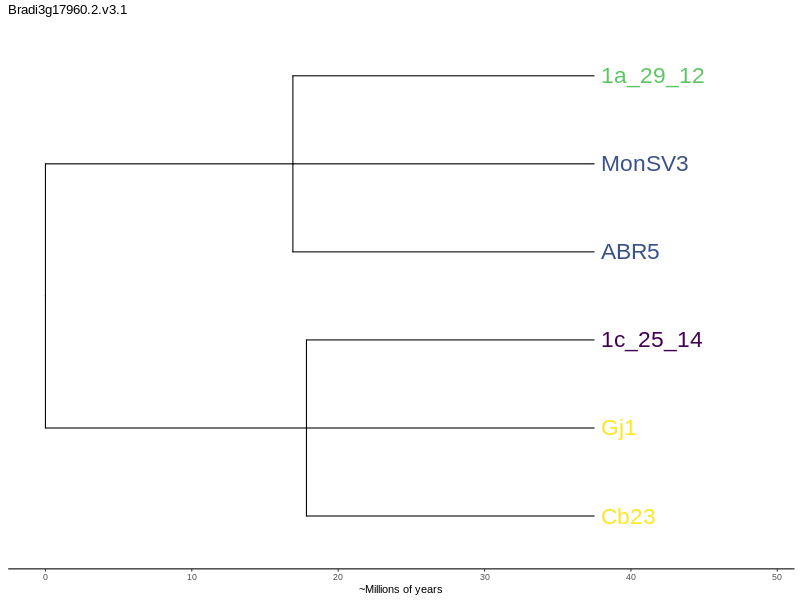 Bradi3g17960.2.v3.1
1a_29_12
MonSV3
ABR5
1c_25_14
Gj1
Cb23
0 10 20 30 40 50
~Millions of years